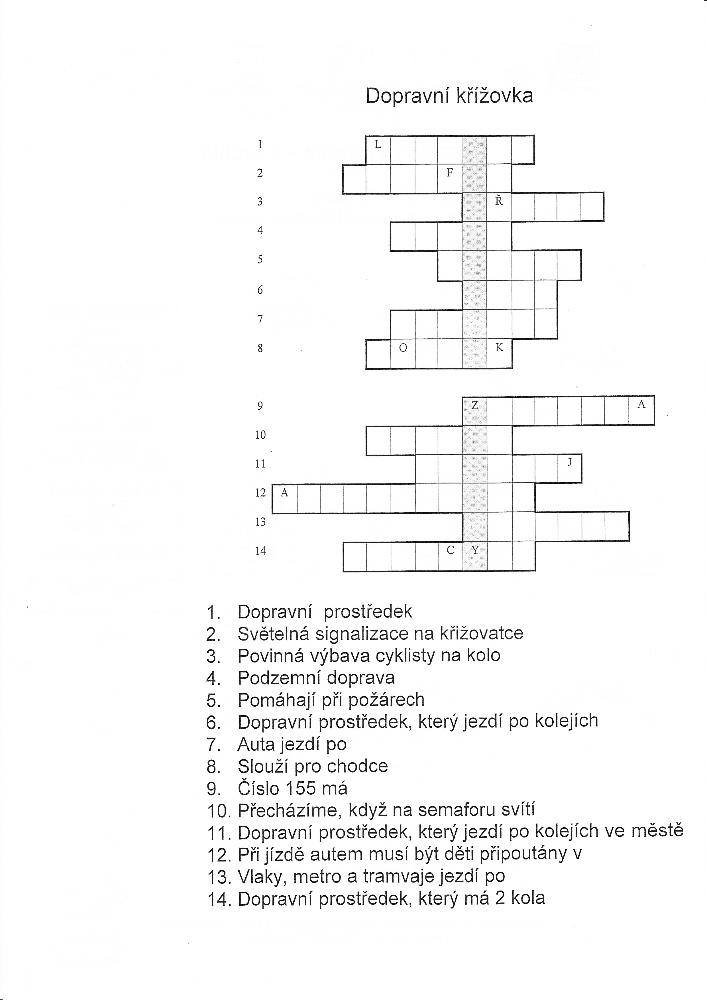 Dopravní křížovka
1 L
2 F
3 Ř
4
5
6
7
8 O K
9 Z A
10
11 J
12 A
13
14 C Y
1. Dopravní prostředek
2. Světelná signalizace na křižovatce
3. Povinná výbava cyklisty na kolo
4. Podzemní doprava
5. Pomáhají při požárech
6. Dopravní prostředek, který jezdí po kolejích
7. Auta jezdí po
8. Slouží pro chodce
9. Číslo 155 má
10. Přecházíme, když na semaforu svítí
11. Dopravní prostředek, který jezdí po kolejích ve městě
12. Při jízdě autem musí být děti připoutány v
13. Vlaky, metro a tramvaje jezdí po
14. Dopravní prostředek, který má 2 kola